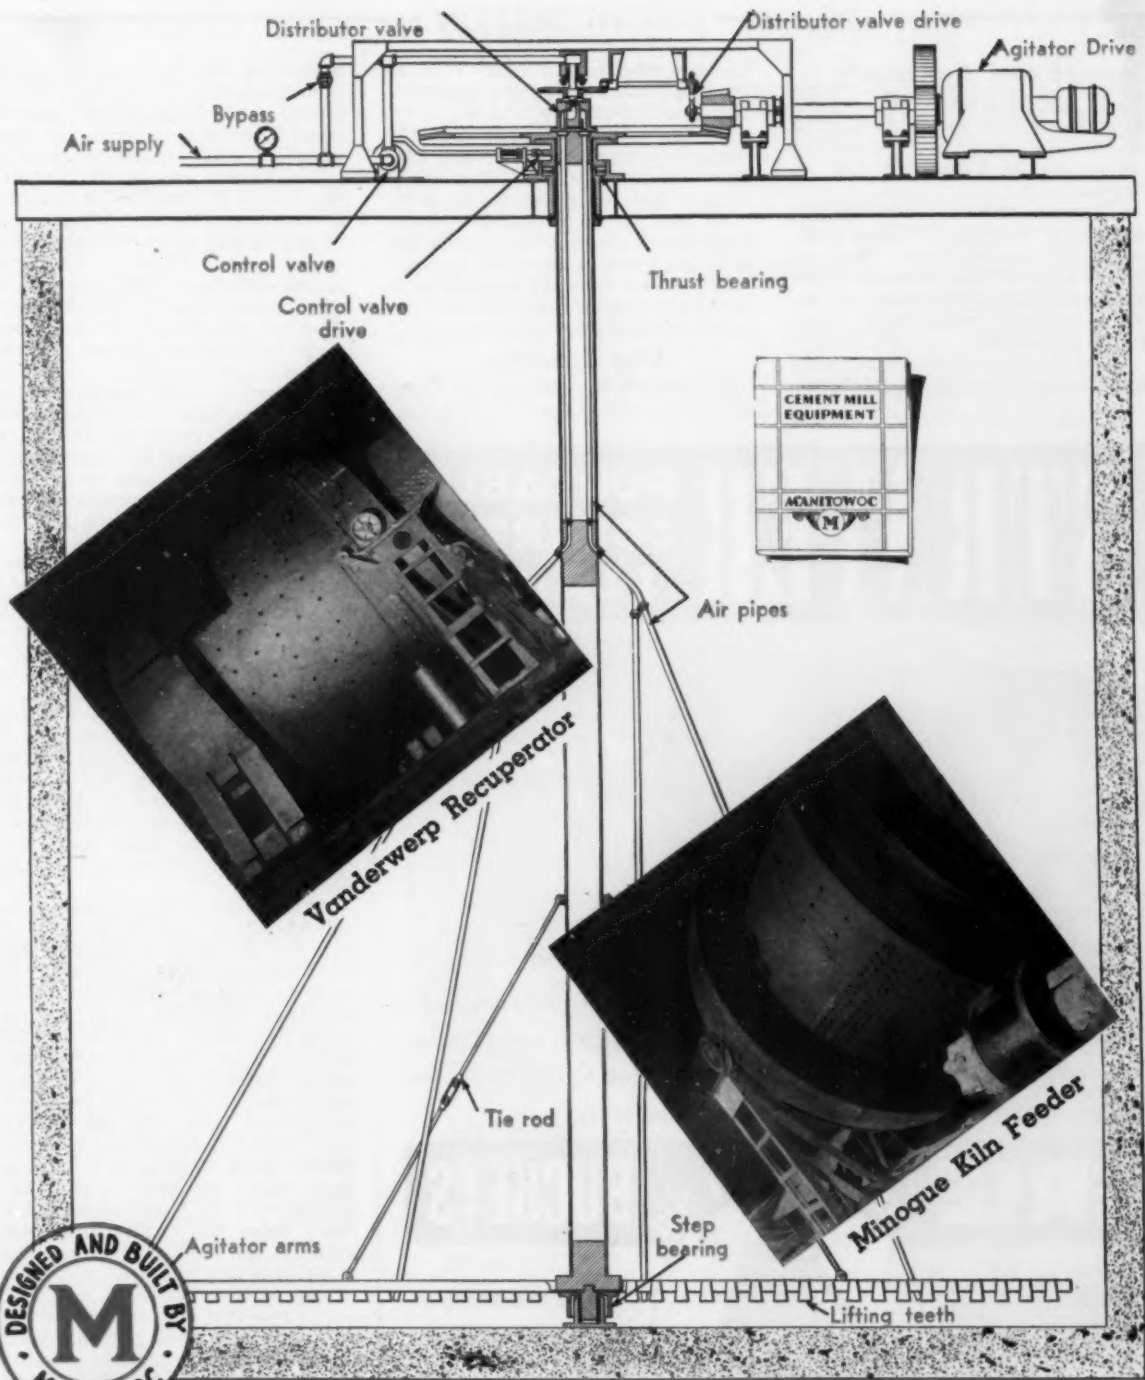 Distributor valve
Distributor valve drive
Agitator Drive
Bypass
Air supply
Control valve
Control valve
drive
Thrust bearing
CEMENT MILL
EQUIPMENT
MANITOWOC
M
Air pipes
Vanderwerp Recuperator
Tie rod
Minogue Kiln Feeder
Step
bearing
Agitator arms
Lifting teeth
DESIGNED AND BUILT BY
M